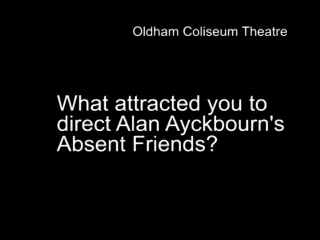 Oldham Coliseum Theatre
What attracted you to
direct Alan Ayckbourn's
Absent Friends?